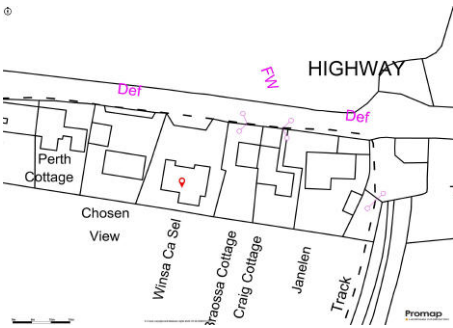 HIGHWAY
FW
Def
Def
Perth
Cottage
Chosen
View
Winsa Ca Sel
Braossa Cottage
Craig Cottage
Janelen
Track
Promap